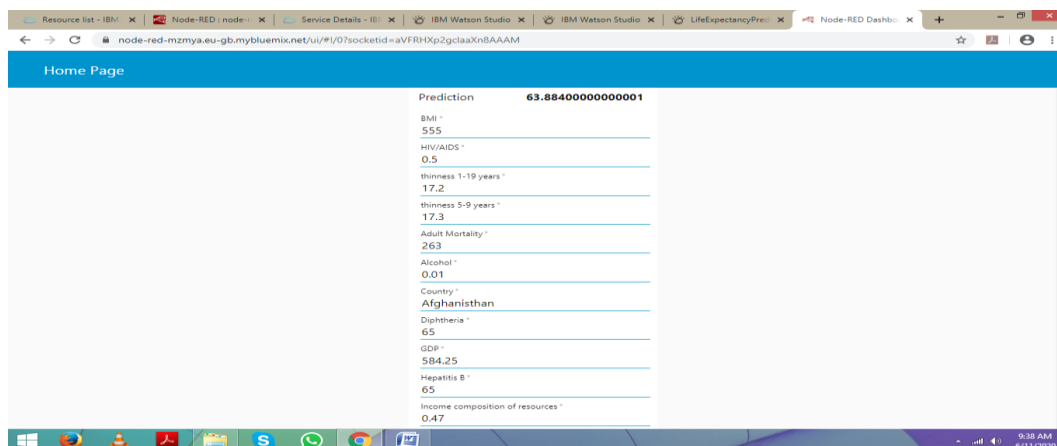 Resource list - IBM
Node-RED : node-r
Service Details - IB
IBM Watson Studio
IBM Watson Studio
LifeExpectancyPred
Node-RED Dashbo
node-red-mzmya.eu-gb.mybluemix.net/ui/#!/0?socketid=aVFRHXp2gclaaXn8AAAM
Home Page
Prediction 63.88400000000001
BMI *
555
HIV/AIDS *
0.5
thinness 1-19 years *
17.2
thinness 5-9 years *
17.3
Adult Mortality *
263
Alcohol *
0.01
Country *
Afghanisthan
Diphtheria *
65
GDP *
584.25
Hepatitis B *
65
Income composition of resources *
0.47
9:38 AM